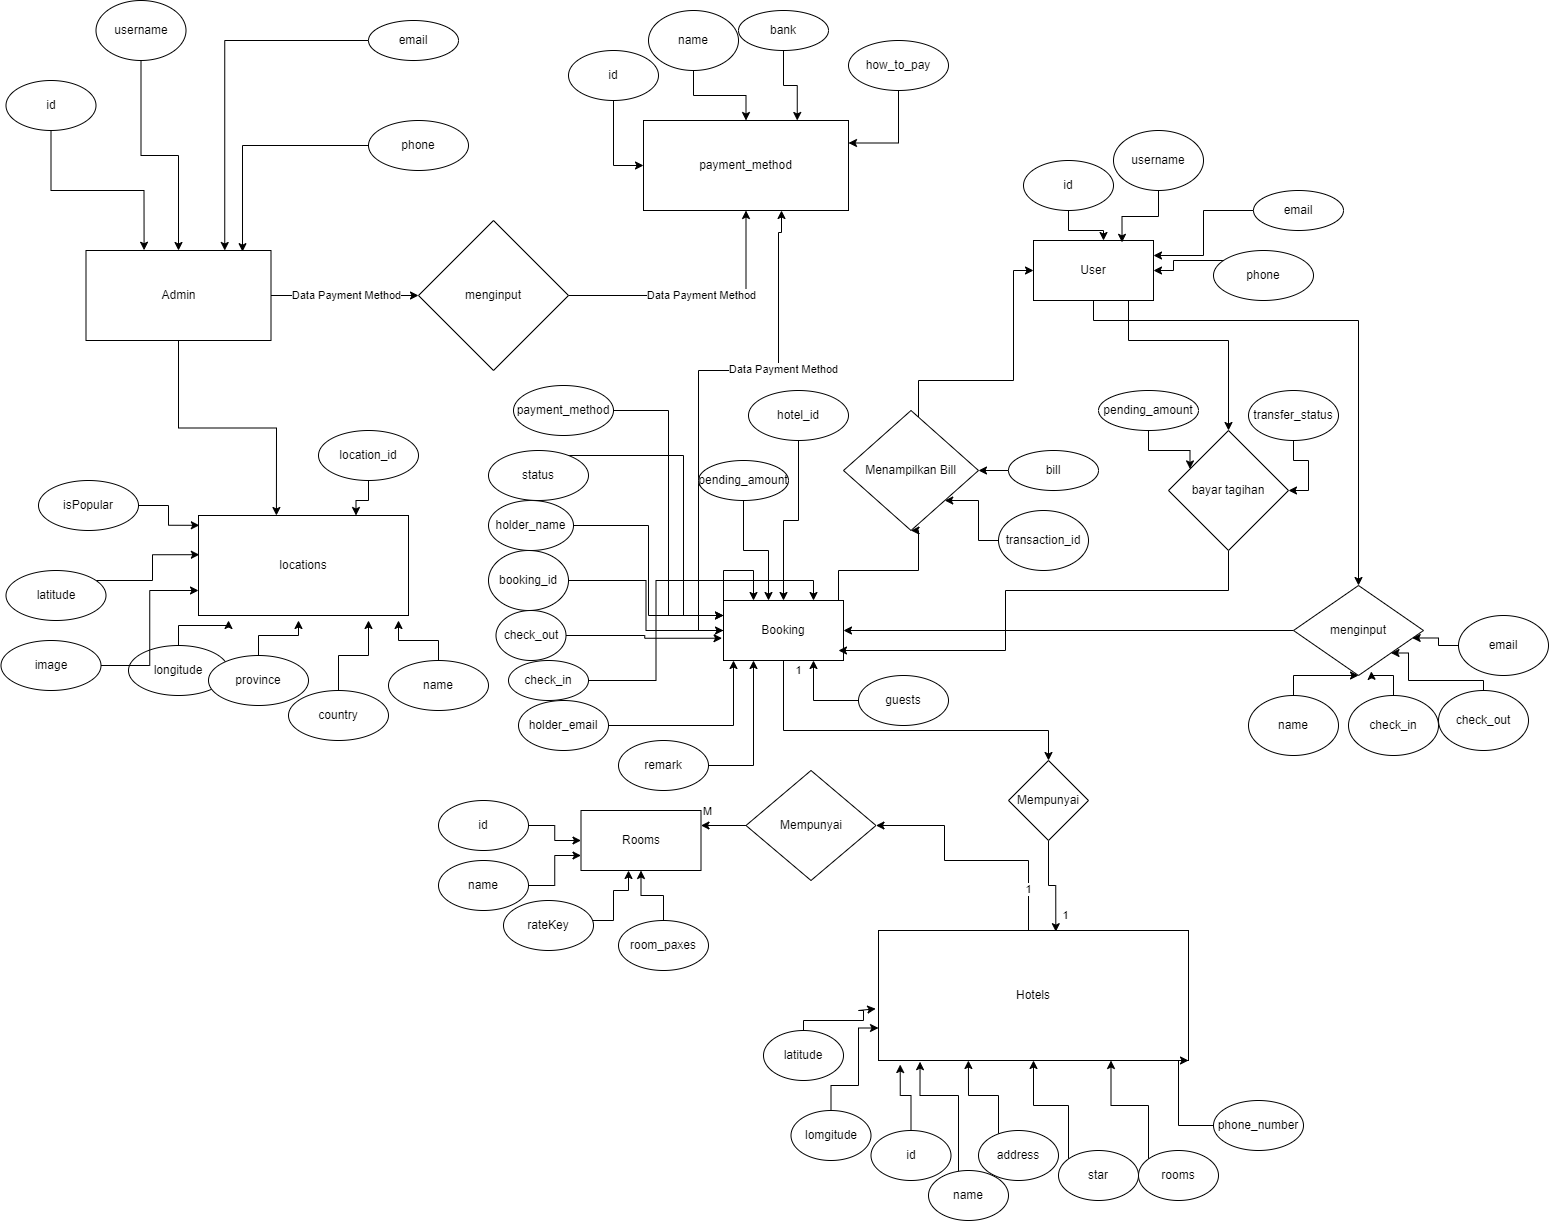 username
email
id
phone
Admin
Data Payment Method
menginput
Data Payment Method
id
name
bank
how_to_pay
payment_method
Data Payment Method
id
username
email
phone
User
pending_amount
transfer_status
bayar tagihan
Menampilkan Bill
bill
transaction_id
location_id
isPopular
latitude
image
longitude
province
country
name
locations
payment_method
status
holder_name
booking_id
check_out
check_in
holder_email
remark
pending_amount
hotel_id
Booking
1
guests
menginput
email
name
check_in
check_out
Mempunyai
1
Mempunyai
1
M
Rooms
id
name
rateKey
room_paxes
Hotels
latitude
lomgitude
id
name
address
star
rooms
phone_number